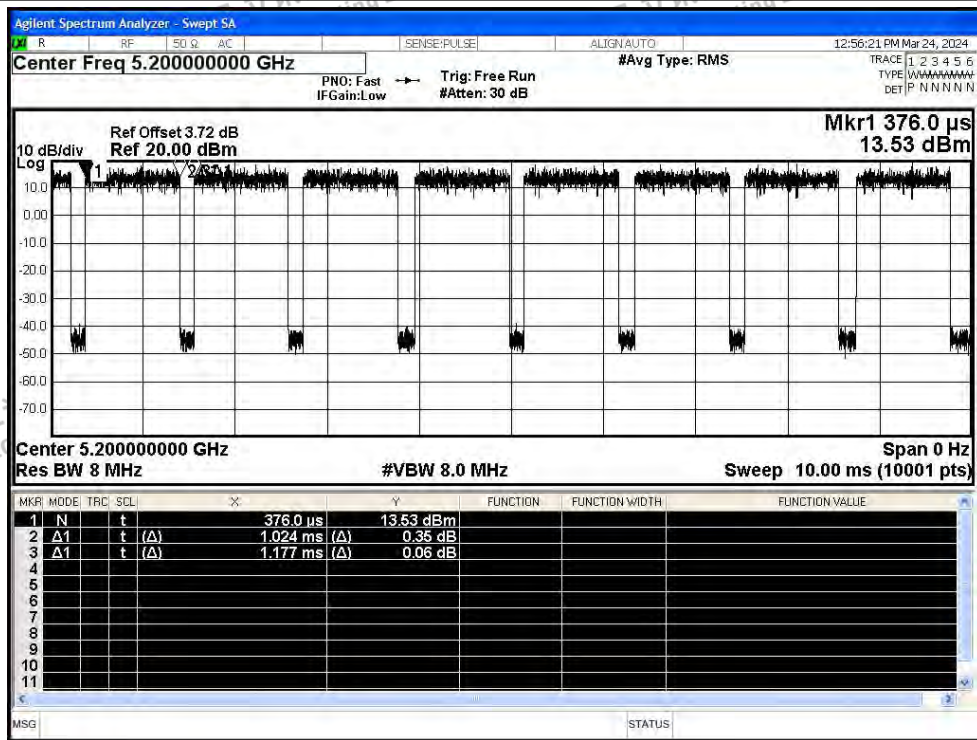 Agilent Spectrum Analyzer - Swept SA
LXI R RF 50 Ω AC SENSE:PULSE ALIGN AUTO 12:56:21 PM Mar 24, 2024
Center Freq 5.200000000 GHz #Avg Type: RMS TRACE 1 2 3 4 5 6
PNO: Fast Trig: Free Run TYPE WWWWWW
IFGain:Low #Atten: 30 dB DET P N N N N N
Mkr1 376.0 µs
Ref Offset 3.72 dB
10 dB/div Ref 20.00 dBm 13.53 dBm
Log
1
10.0
0.00
-10.0
-20.0
-30.0
-40.0
-50.0
-60.0
-70.0
Center 5.200000000 GHz Span 0 Hz
Res BW 8 MHz #VBW 8.0 MHz Sweep 10.00 ms (10001 pts)
MKR MODE TRC SCL X Y FUNCTION FUNCTION WIDTH FUNCTION VALUE
1 N t 376.0 µs 13.53 dBm
2 Δ1 t (Δ) 1.024 ms (Δ) 0.35 dB
3 Δ1 t (Δ) 1.177 ms (Δ) 0.06 dB
4
5
6
7
8
9
10
11
MSG STATUS